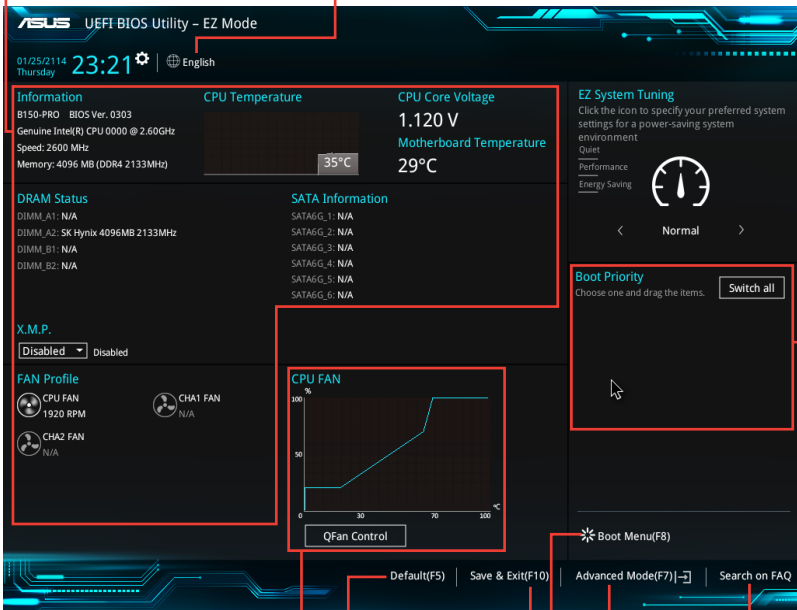 ASUS UEFI BIOS Utility – EZ Mode
01/25/2114
Thursday
23:21
English
Information
B150-PRO BIOS Ver. 0303
Genuine Intel(R) CPU 0000 @ 2.60GHz
Speed: 2600 MHz
Memory: 4096 MB (DDR4 2133MHz)
CPU Temperature
35°C
CPU Core Voltage
1.120 V
Motherboard Temperature
29°C
EZ System Tuning
Click the icon to specify your preferred system
settings for a power-saving system
environment
Quiet
Performance
Energy Saving
Normal
DRAM Status
DIMM_A1: N/A
DIMM_A2: SK Hynix 4096MB 2133MHz
DIMM_B1: N/A
DIMM_B2: N/A
SATA Information
SATA6G_1: N/A
SATA6G_2: N/A
SATA6G_3: N/A
SATA6G_4: N/A
SATA6G_5: N/A
SATA6G_6: N/A
Boot Priority
Choose one and drag the items.
Switch all
X.M.P.
Disabled
Disabled
FAN Profile
CPU FAN
1920 RPM
CHA1 FAN
N/A
CHA2 FAN
N/A
CPU FAN
%
100
50
0 30 70 100
°C
QFan Control
Boot Menu(F8)
Default(F5)
Save & Exit(F10)
Advanced Mode(F7)
Search on FAQ